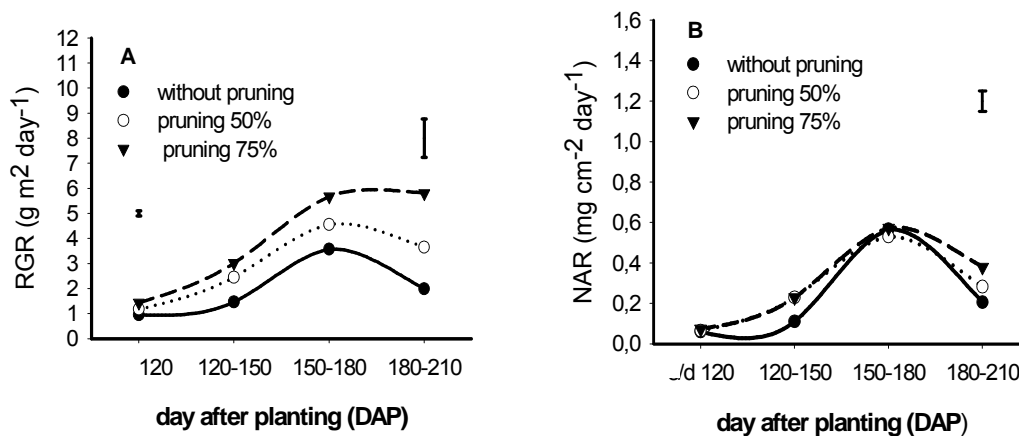 A
without pruning
pruning 50%
pruning 75%
12
11
10
9
8
7
6
5
4
3
2
1
0
RGR (g m² day⁻¹)
120 120-150 150-180 180-210
day after planting (DAP)
B
without pruning
pruning 50%
pruning 75%
1,6
1,4
1,2
1,0
0,8
0,6
0,4
0,2
0,0
NAR (mg cm⁻² day⁻¹)
/d 120 120-150 150-180 180-210
day after planting (DAP)